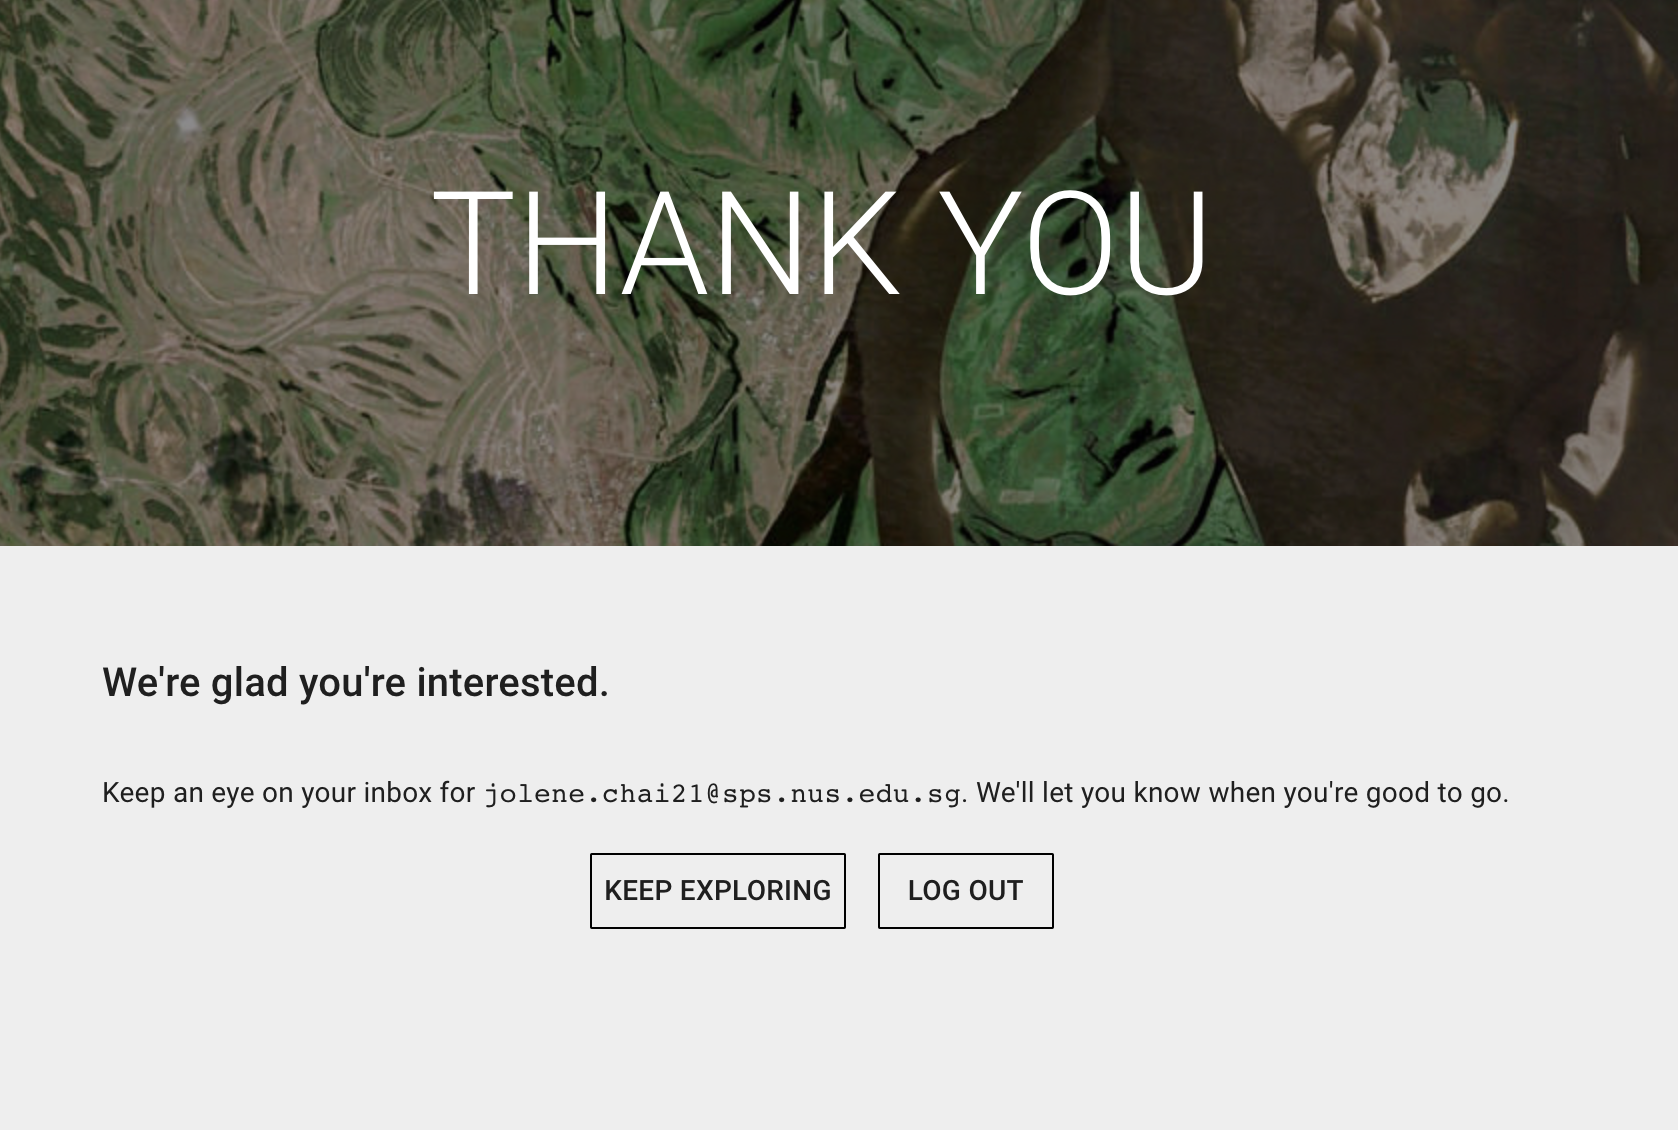 THANK YOU
We're glad you're interested.
Keep an eye on your inbox for jolene.chai21@sps.nus.edu.sg. We'll let you know when you're good to go.
KEEP EXPLORING
LOG OUT